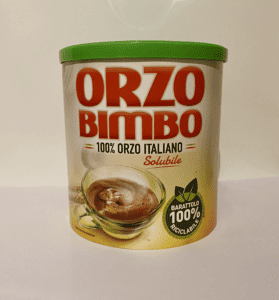 ORZO
BIMBO
100% ORZO ITALIANO
Solubile
BARATTOLO
100%
RICICLABILE